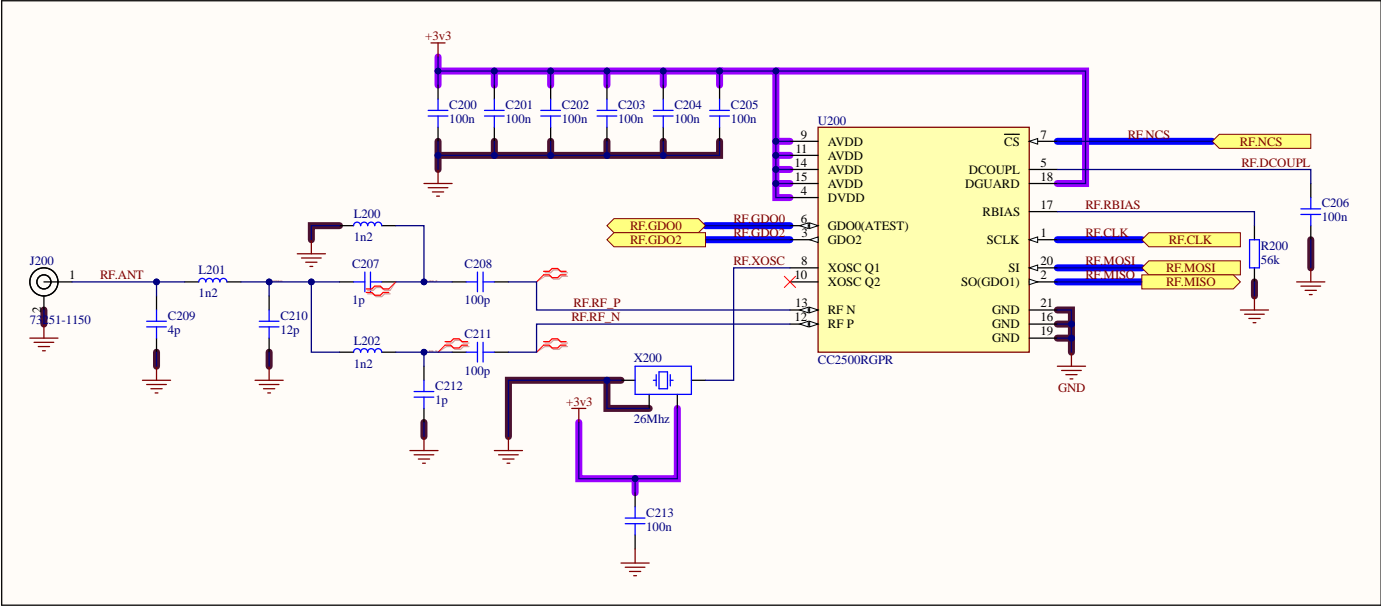 +3v3
C200
100n
C201
100n
C202
100n
C203
100n
C204
100n
C205
100n
U200
9 AVDD
11 AVDD
14 AVDD
15 AVDD
4 DVDD
6 GDO0(ATEST)
3 GDO2
8 XOSC Q1
10 XOSC Q2
13 RF N
12 RF P
CS 7
DCOUPL 5
DGUARD 18
RBIAS 17
SCLK 1
SI 20
SO(GDO1) 2
GND 21
GND 16
GND 19
CC2500RGPR
RF.NCS
RF.NCS
RF.DCOUPL
C206
100n
RF.RBIAS
R200
56k
RF.CLK
RF.CLK
RF.MOSI
RF.MOSI
RF.MISO
RF.MISO
GND
RF.GDO0
RF.GDO0
RF.GDO2
RF.GDO2
RF.XOSC
RF.RF_P
RF.RF_N
L200
1n2
J200
1
2
73251-1150
RF.ANT
L201
1n2
C207
1p
C208
100p
C209
4p
C210
12p
L202
1n2
C211
100p
C212
1p
X200
26Mhz
+3v3
C213
100n